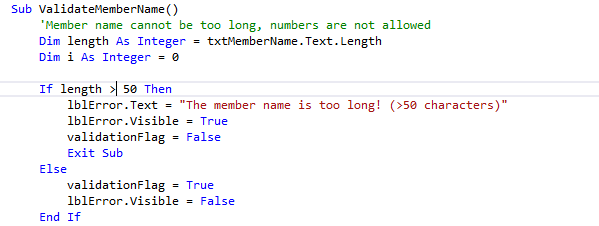 Sub ValidateMemberName()
'Member name cannot be too long, numbers are not allowed
Dim length As Integer = txtMemberName.Text.Length
Dim i As Integer = 0
If length > 50 Then
lblError.Text = "The member name is too long! (>50 characters)"
lblError.Visible = True
validationFlag = False
Exit Sub
Else
validationFlag = True
lblError.Visible = False
End If